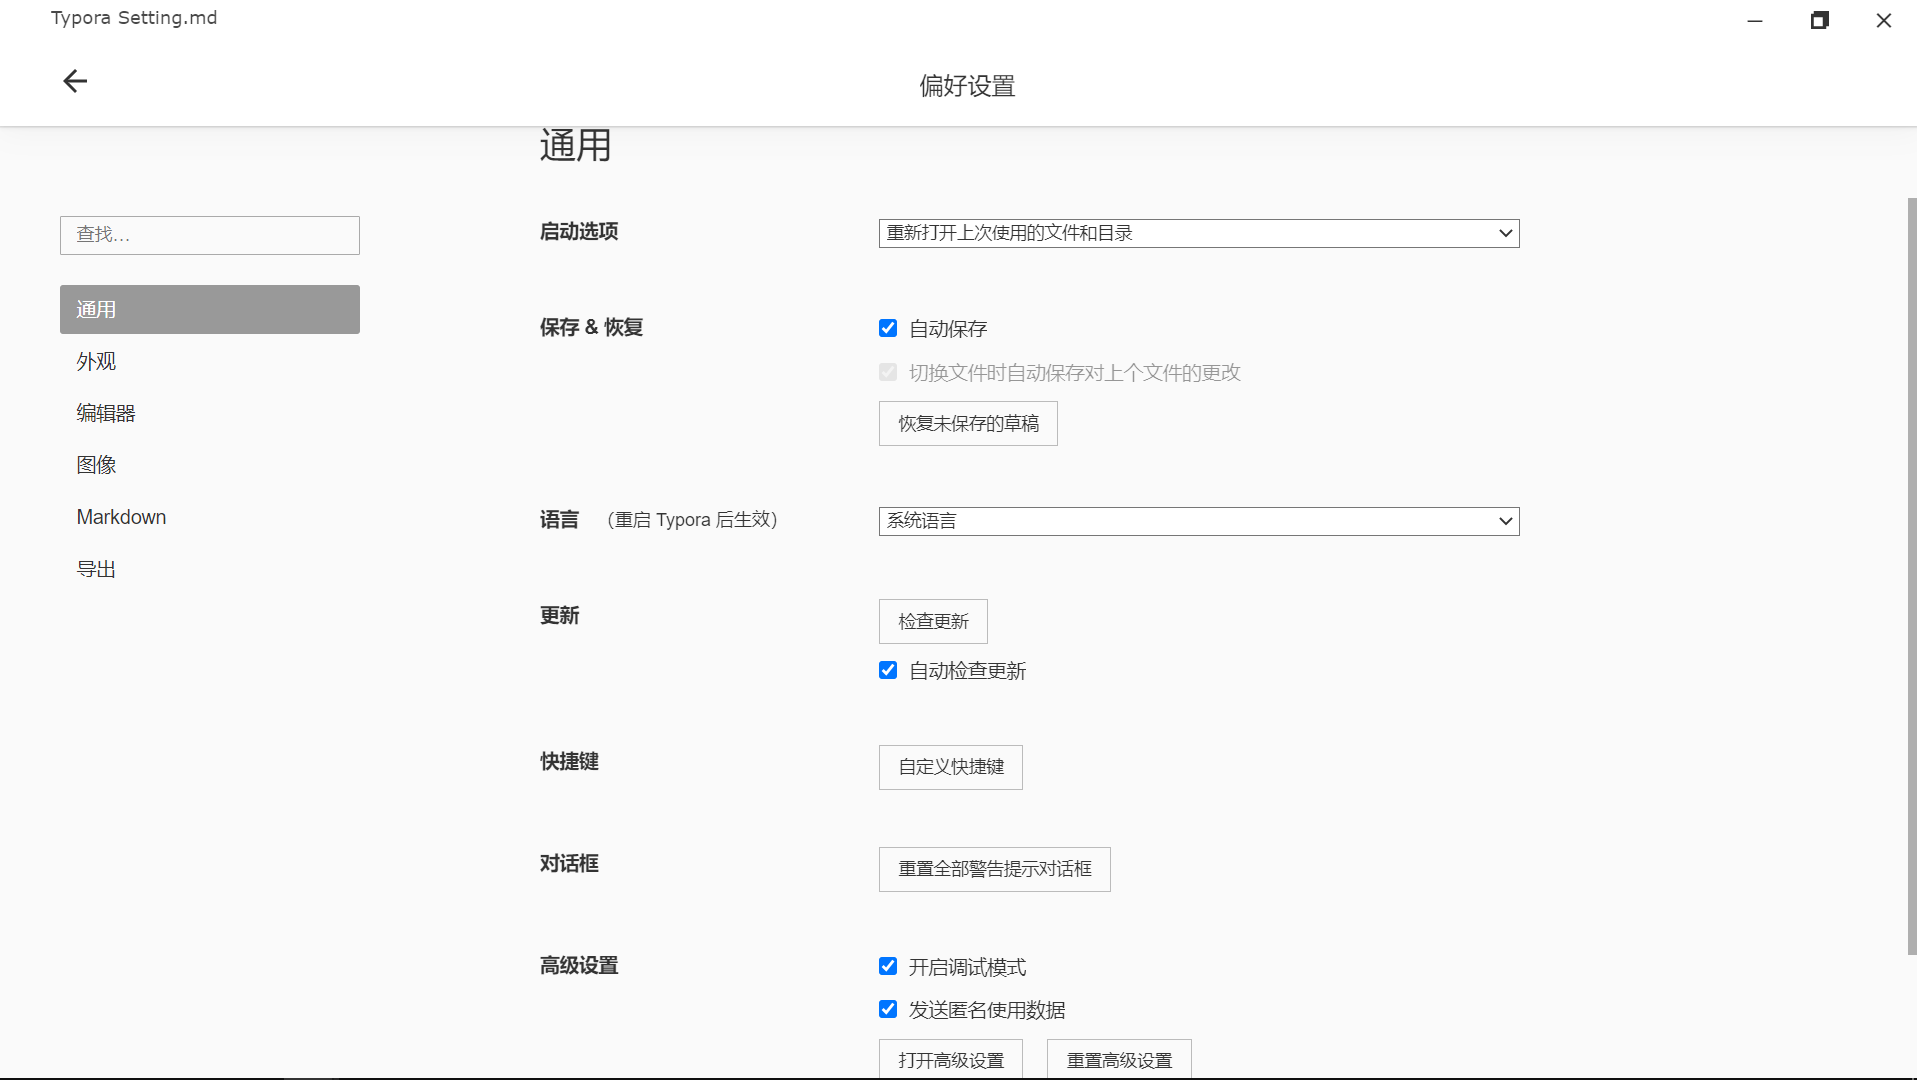 Typora Setting.md
偏好设置
通用
查找...
通用
外观
编辑器
图像
Markdown
导出
启动选项
重新打开上次使用的文件和目录
保存 & 恢复
自动保存
切换文件时自动保存对上个文件的更改
恢复未保存的草稿
语言 （重启 Typora 后生效）
系统语言
更新
检查更新
自动检查更新
快捷键
自定义快捷键
对话框
重置全部警告提示对话框
高级设置
开启调试模式
发送匿名使用数据
打开高级设置 重置高级设置